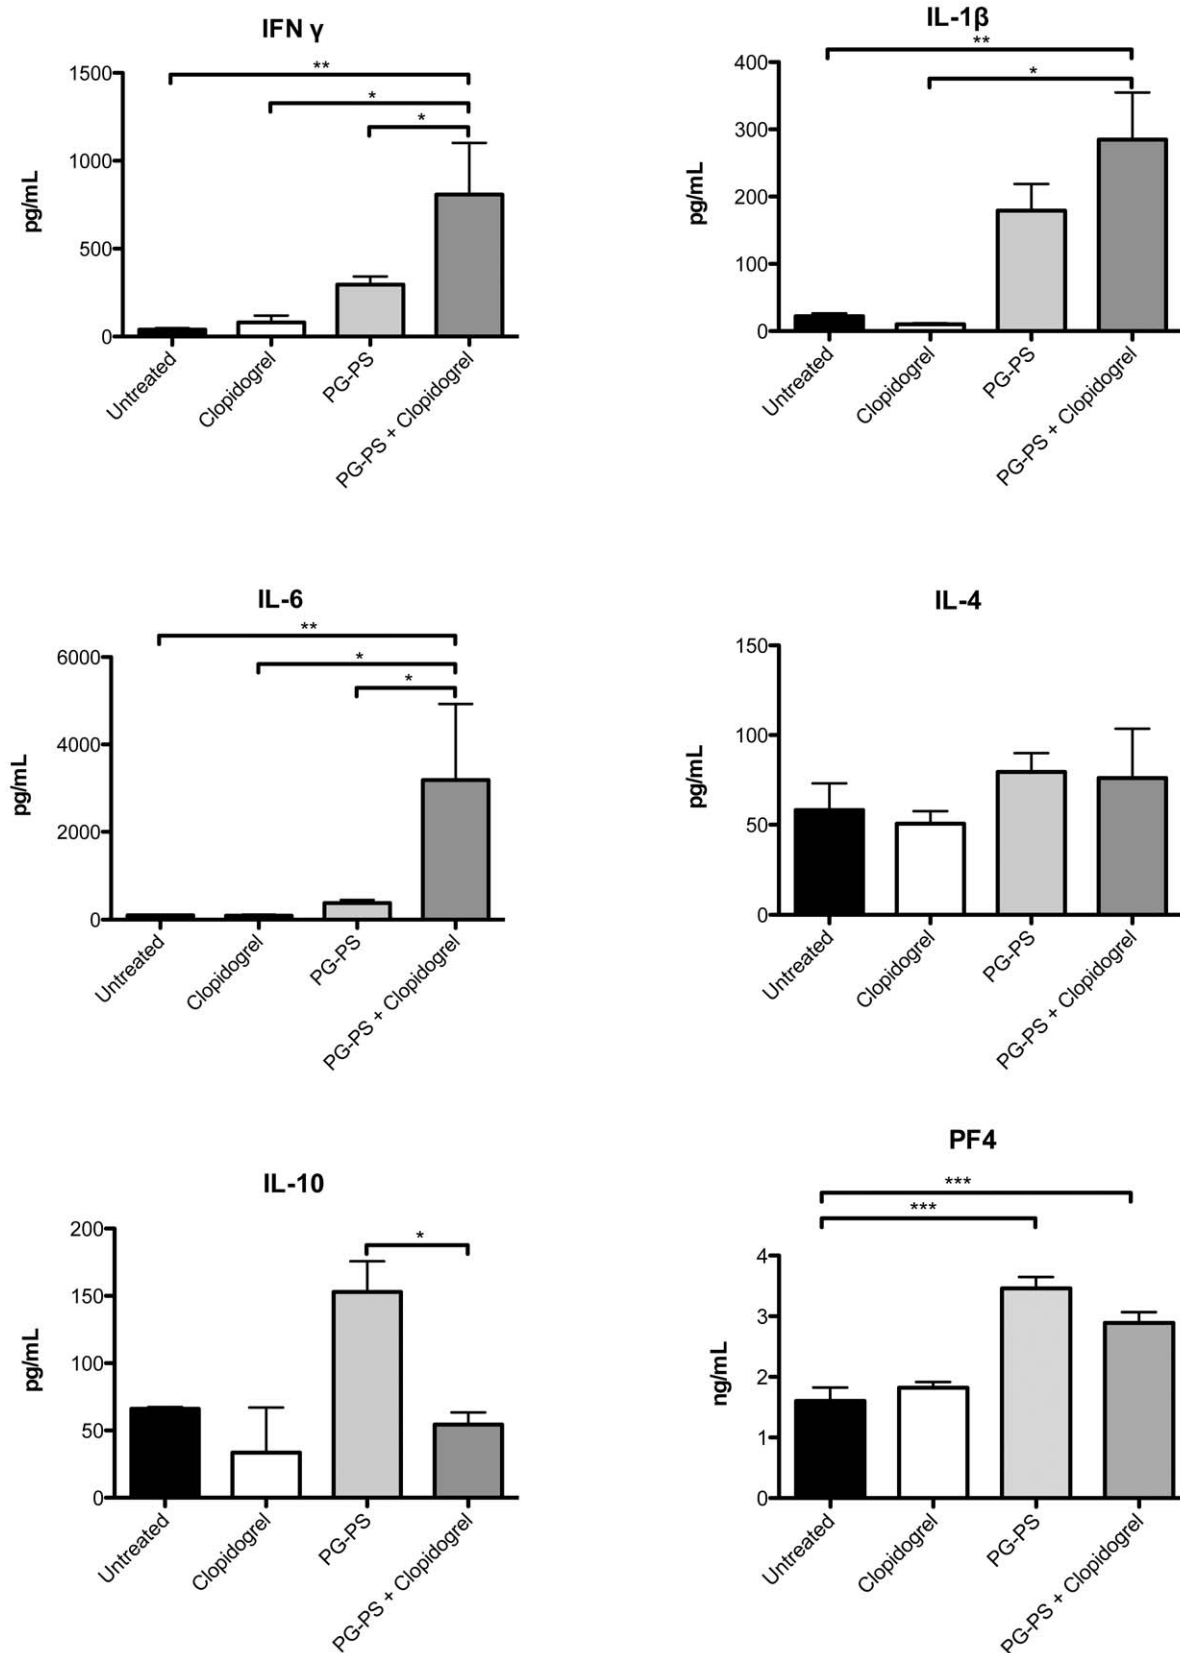 IFN γ
**
*
*
1500
1000
500
0
pg/mL
Untreated
Clopidogrel
PG-PS
PG-PS + Clopidogrel
IL-1β
**
*
400
300
200
100
0
pg/mL
Untreated
Clopidogrel
PG-PS
PG-PS + Clopidogrel
IL-6
**
*
*
6000
4000
2000
0
pg/mL
Untreated
Clopidogrel
PG-PS
PG-PS + Clopidogrel
IL-4
150
100
50
0
pg/mL
Untreated
Clopidogrel
PG-PS
PG-PS + Clopidogrel
IL-10
*
200
150
100
50
0
pg/mL
Untreated
Clopidogrel
PG-PS
PG-PS + Clopidogrel
PF4
***
***
4
3
2
1
0
ng/mL
Untreated
Clopidogrel
PG-PS
PG-PS + Clopidogrel